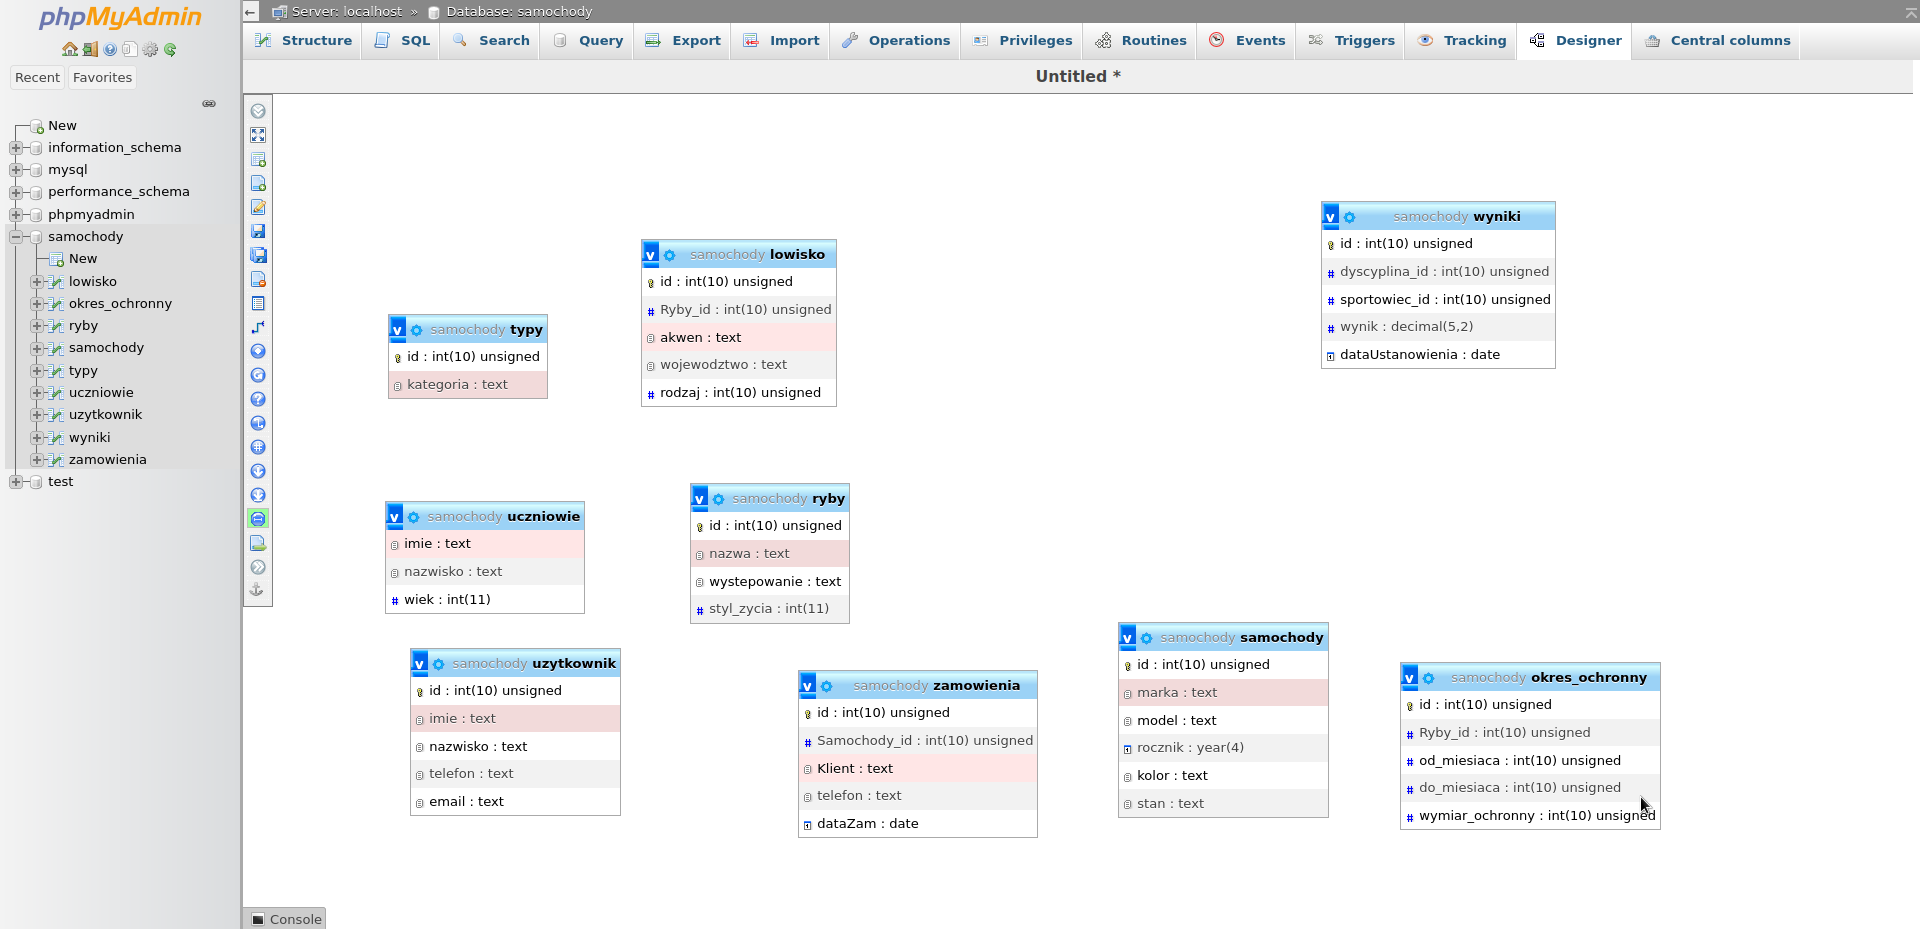 phpMyAdmin
Recent Favorites
New
information_schema
mysql
performance_schema
phpmyadmin
samochody
New
lowisko
okres_ochronny
ryby
samochody
typy
uczniowie
uzytkownik
wyniki
zamowienia
test
Server: localhost » Database: samochody
Structure SQL Search Query Export Import Operations Privileges Routines Events Triggers Tracking Designer Central columns
Untitled *
v samochody typy
id : int(10) unsigned
kategoria : text
v samochody lowisko
id : int(10) unsigned
Ryby_id : int(10) unsigned
akwen : text
wojewodztwo : text
rodzaj : int(10) unsigned
v samochody wyniki
id : int(10) unsigned
dyscyplina_id : int(10) unsigned
sportowiec_id : int(10) unsigned
wynik : decimal(5,2)
dataUstanowienia : date
v samochody uczniowie
imie : text
nazwisko : text
wiek : int(11)
v samochody ryby
id : int(10) unsigned
nazwa : text
wystepowanie : text
styl_zycia : int(11)
v samochody uzytkownik
id : int(10) unsigned
imie : text
nazwisko : text
telefon : text
email : text
v samochody zamowienia
id : int(10) unsigned
Samochody_id : int(10) unsigned
Klient : text
telefon : text
dataZam : date
v samochody samochody
id : int(10) unsigned
marka : text
model : text
rocznik : year(4)
kolor : text
stan : text
v samochody okres_ochronny
id : int(10) unsigned
Ryby_id : int(10) unsigned
od_miesiaca : int(10) unsigned
do_miesiaca : int(10) unsigned
wymiar_ochronny : int(10) unsigned
Console